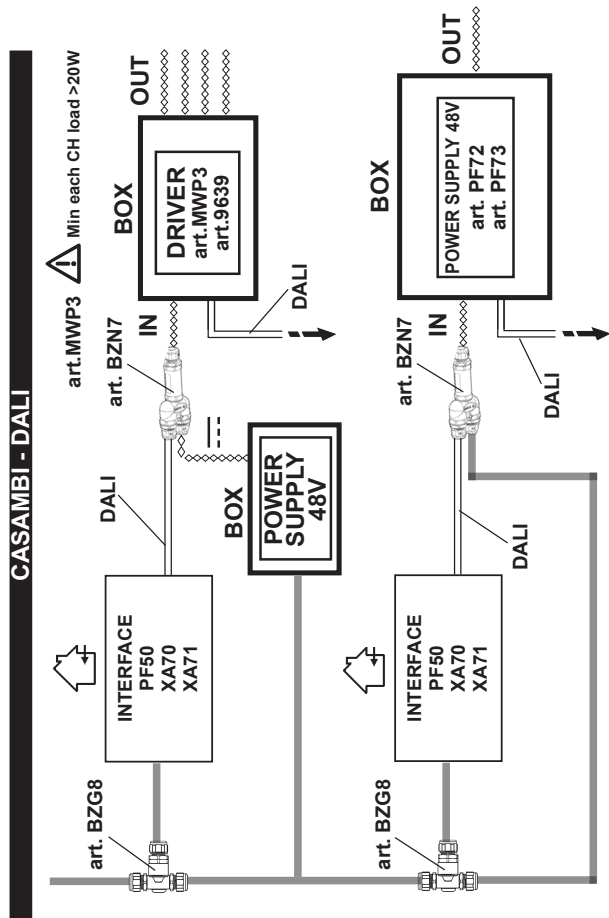 CASAMBI - DALI
art.MWP3
Min each CH load >20W
art. BZG8
INTERFACE
PF50
XA70
XA71
DALI
art. BZN7
IN
BOX
DRIVER
art.MWP3
art.9639
OUT
DALI
BOX
POWER
SUPPLY
48V
art. BZG8
INTERFACE
PF50
XA70
XA71
DALI
art. BZN7
IN
BOX
POWER SUPPLY 48V
art. PF72
art. PF73
OUT
DALI